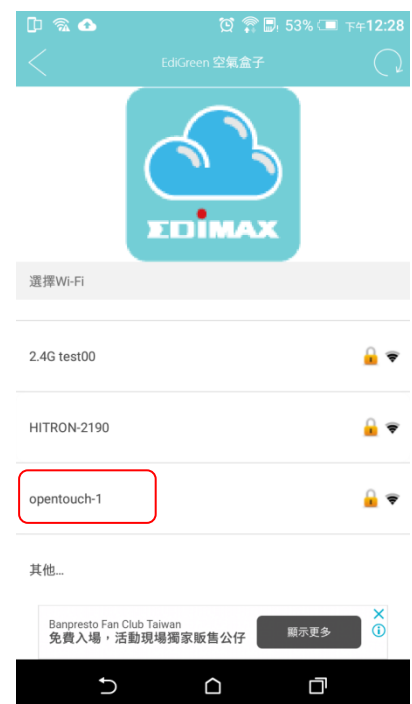 53% 下午12:28
EdiGreen 空氣盒子
EDIMAX
選擇Wi-Fi
2.4G test00
HITRON-2190
opentouch-1
其他...
Banpresto Fan Club Taiwan
免費入場，活動現場獨家販售公仔
顯示更多